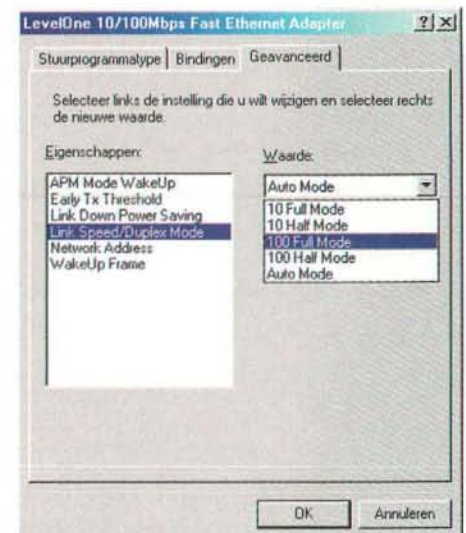 LevelOne 10/100Mbps Fast Ethernet Adapter
Stuurprogrammatype
Bindingen
Geavanceerd
Selecteer links de instelling die u wilt wijzigen en selecteer rechts
de nieuwe waarde.
Eigenschappen:
APM Mode WakeUp
Early Tx Threshold
Link Down Power Saving
Link Speed/Duplex Mode
Network Address
WakeUp Frame
Waarde:
Auto Mode
10 Full Mode
10 Half Mode
100 Full Mode
100 Half Mode
Auto Mode
OK
Annuleren